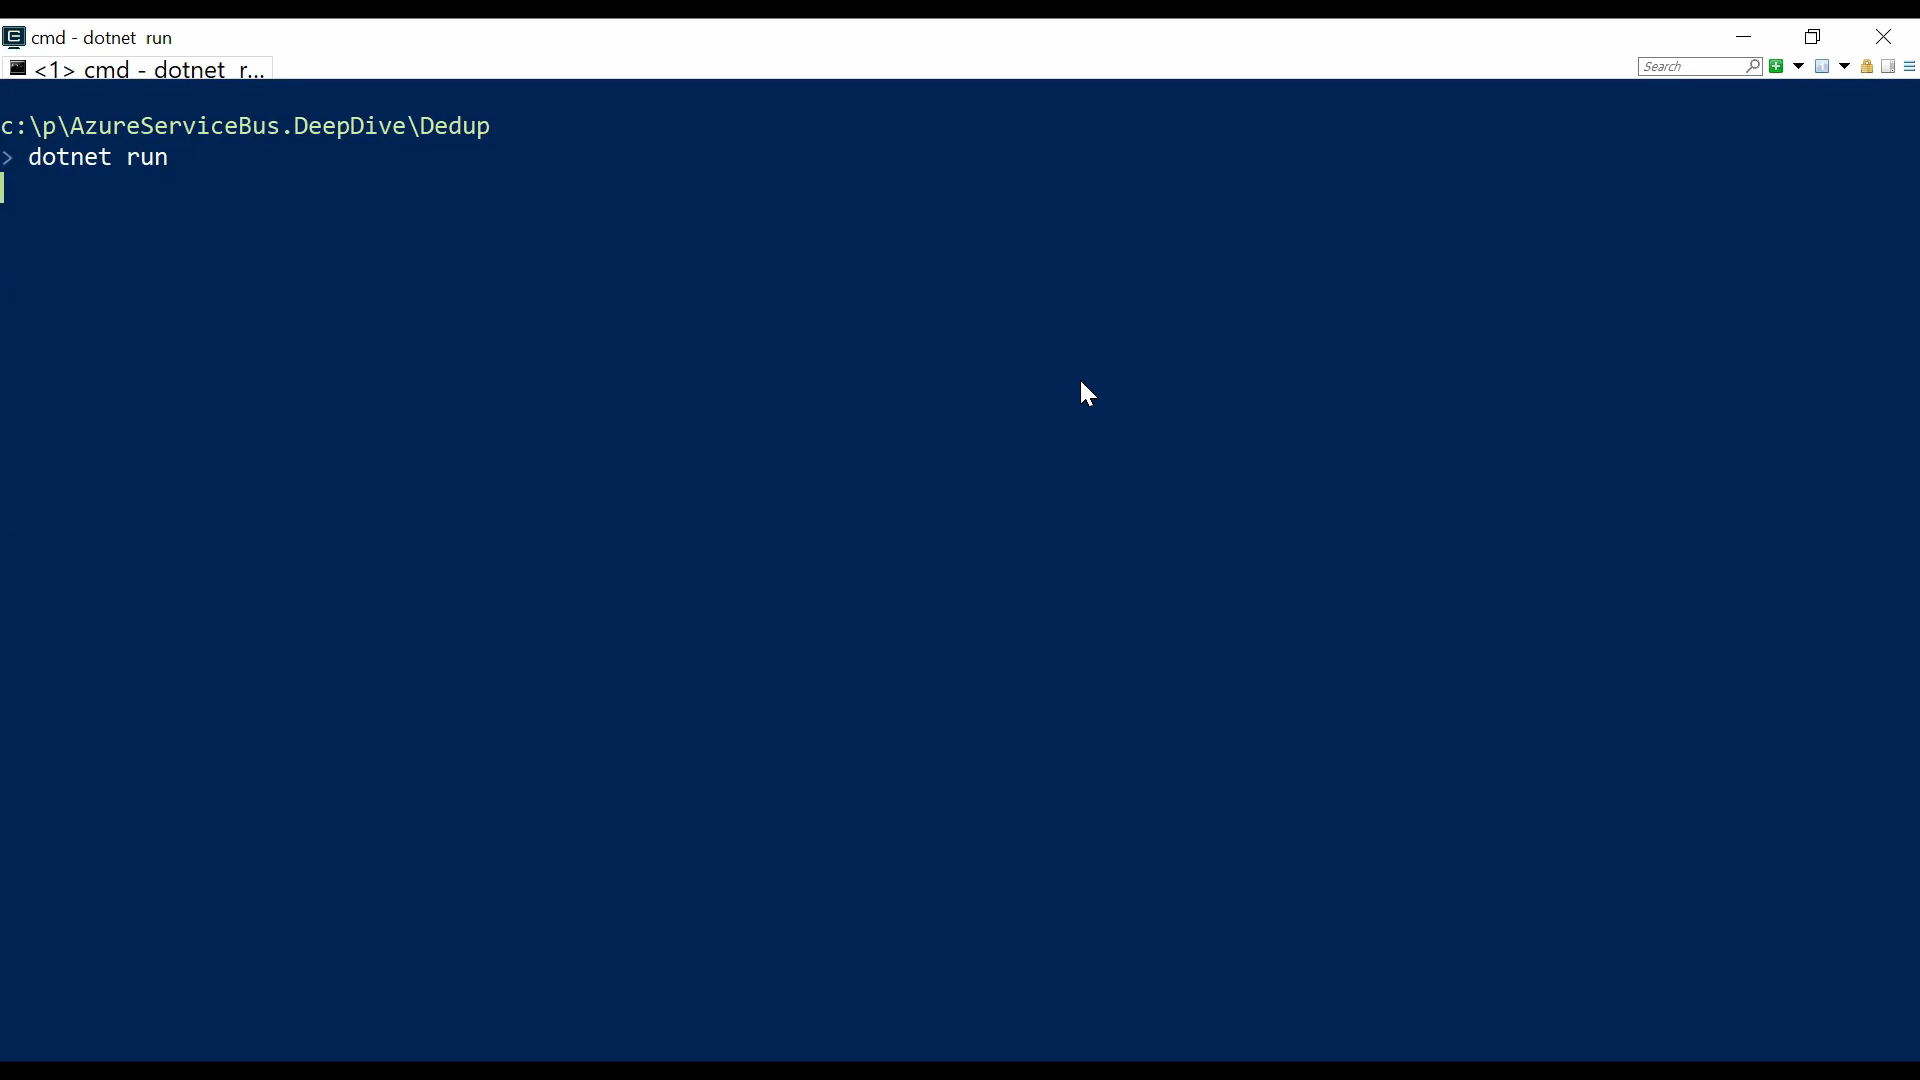 cmd - dotnet  run
<1> cmd - dotnet  r...
Search
c:\p\AzureServiceBus.DeepDive\Dedup
> dotnet run